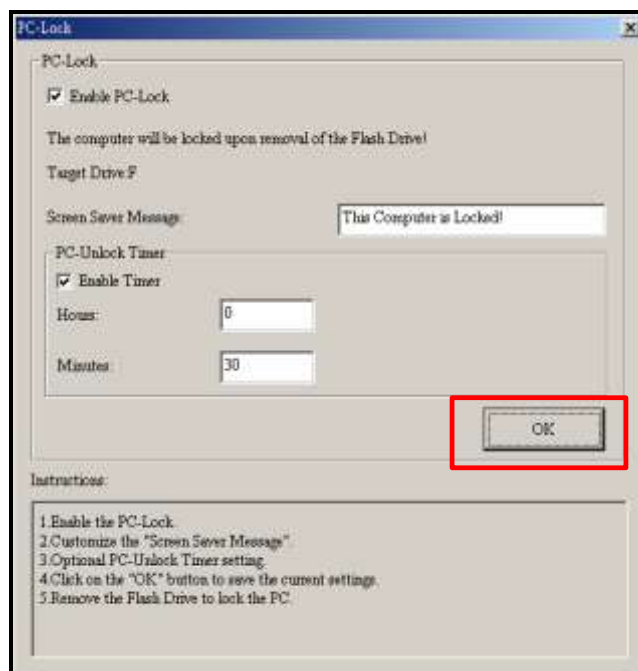 PC-Lock
PC-Lock
Enable PC-Lock
The computer will be locked upon removal of the Flash Drive!
Target Drive:F
Screen Saver Message: This Computer is Locked!
PC-Unlock Timer
Enable Timer
Hours: 0
Minutes: 30
OK
Instructions:
1.Enable the PC-Lock.
2.Customize the "Screen Saver Message".
3.Optional PC-Unlock Timer setting.
4.Click on the "OK" button to save the current settings.
5.Remove the Flash Drive to lock the PC.